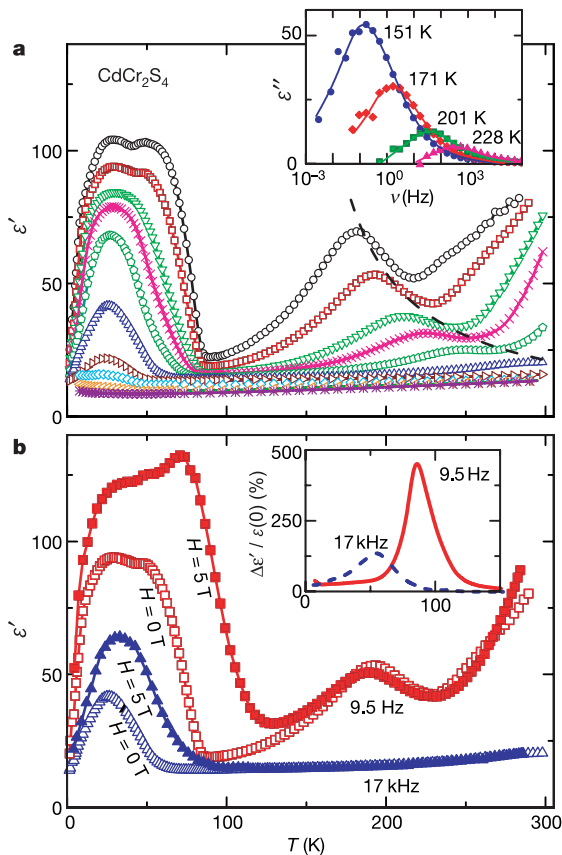 a
CdCr₂S₄
ε′
100
50
0
ε″
50
0
151 K
171 K
201 K
228 K
10⁻³
10⁰
10³
ν (Hz)
b
ε′
100
50
0
H = 5 T
H = 0 T
H = 5 T
H = 0 T
9.5 Hz
17 kHz
Δε′ / ε(0) (%)
500
250
0
9.5 Hz
17 kHz
100
0
100
200
300
T (K)